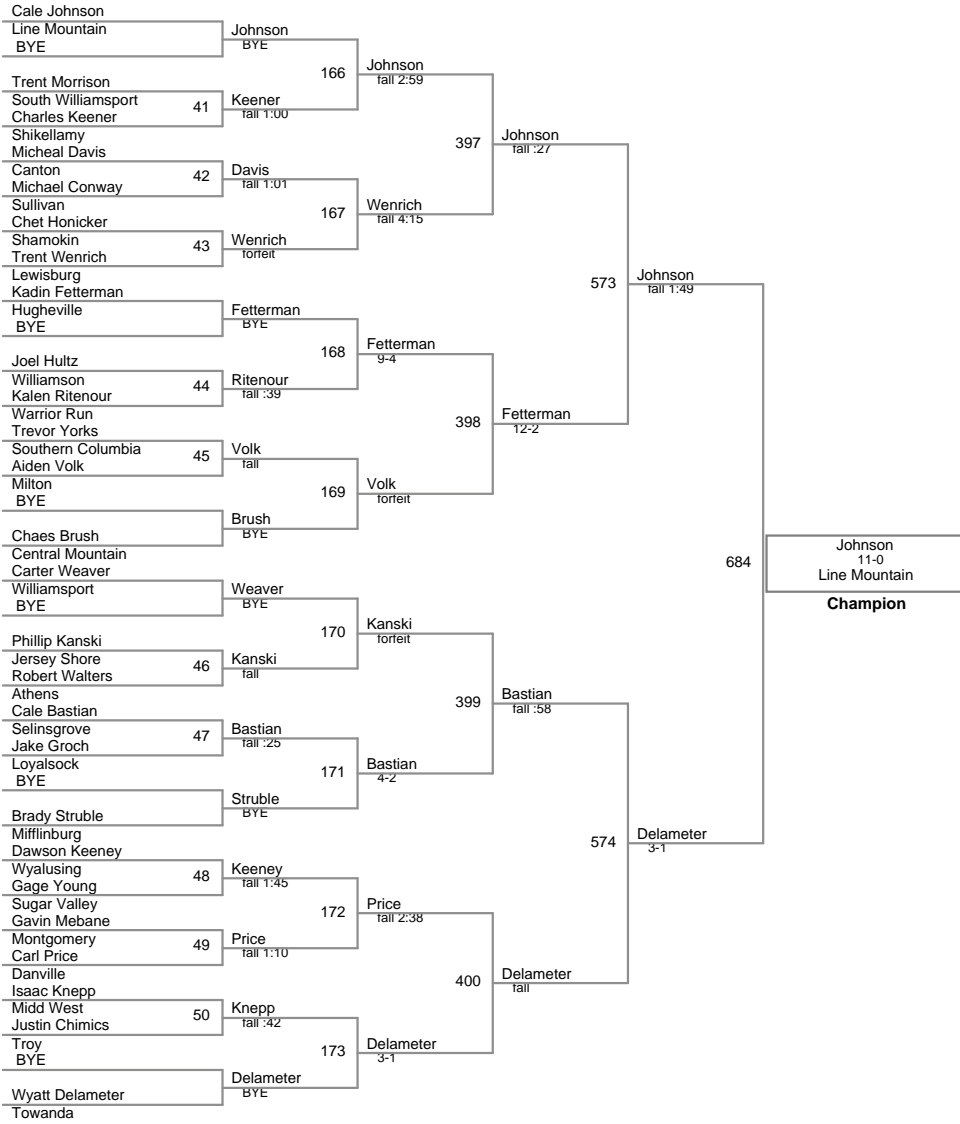 Cale Johnson
Line Mountain
BYE
Trent Morrison
South Williamsport
Charles Keener
Shikellamy
Micheal Davis
Canton
Michael Conway
Sullivan
Chet Honicker
Shamokin
Trent Wenrich
Lewisburg
Kadin Fetterman
Hugheville
BYE
Joel Hultz
Williamson
Kalen Ritenour
Warrior Run
Trevor Yorks
Southern Columbia
Aiden Volk
Milton
BYE
Chaes Brush
Central Mountain
Carter Weaver
Williamsport
BYE
Phillip Kanski
Jersey Shore
Robert Walters
Athens
Cale Bastian
Selinsgrove
Jake Groch
Loyalsock
BYE
Brady Struble
Mifflinburg
Dawson Keeney
Wyalusing
Gage Young
Sugar Valley
Gavin Mebane
Montgomery
Carl Price
Danville
Isaac Knepp
Midd West
Justin Chimics
Troy
BYE
Wyatt Delameter
Towanda
41
42
43
44
45
46
47
48
49
50
Johnson
BYE
Keener
fall 1:00
Davis
fall 1:01
Wenrich
forfeit
Fetterman
BYE
Ritenour
fall :39
Volk
fall
Brush
BYE
Weaver
BYE
Kanski
fall
Bastian
fall :25
Struble
BYE
Keeney
fall 1:45
Price
fall 1:10
Knepp
fall :42
Delameter
BYE
166
167
168
169
170
171
172
173
Johnson
fall 2:59
Wenrich
fall 4:15
Fetterman
9-4
Volk
forfeit
Kanski
forfeit
Bastian
4-2
Price
fall 2:38
Delameter
3-1
397
398
399
400
Johnson
fall :27
Fetterman
12-2
Bastian
fall :58
Delameter
fall
573
574
Johnson
fall 1:49
Delameter
3-1
684
Johnson
11-0
Line Mountain
Champion